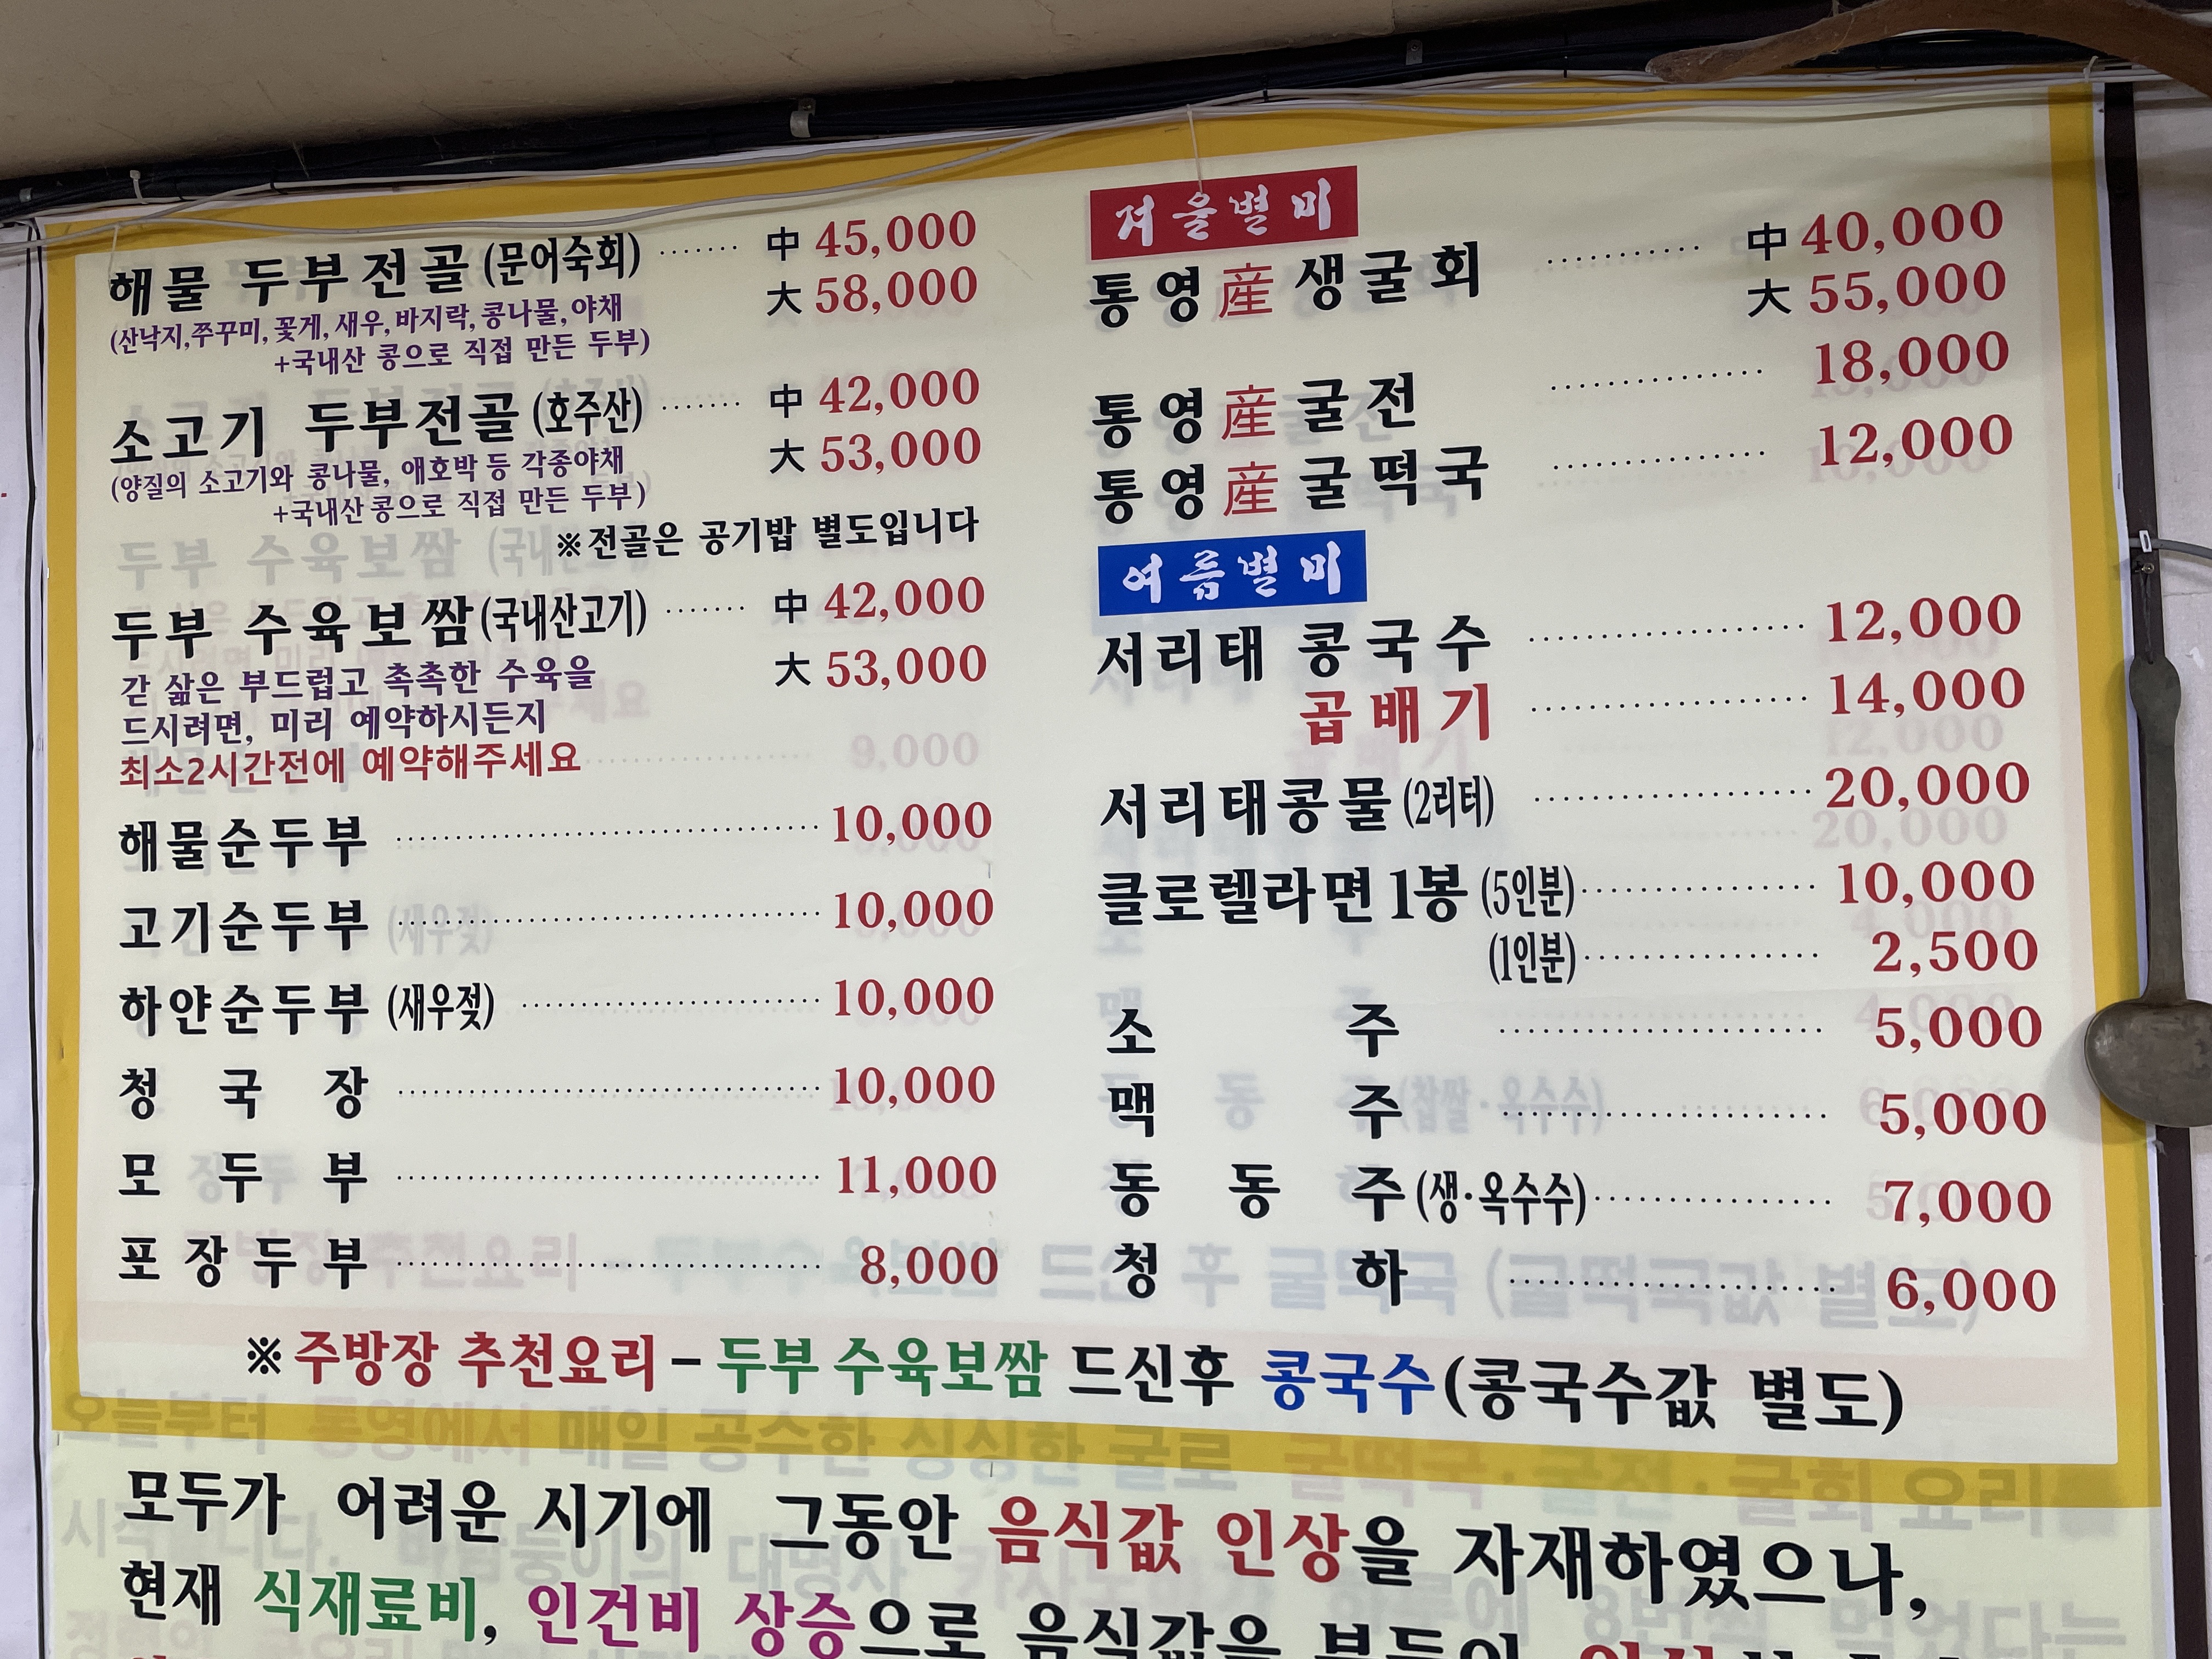 해물 두부전골 (문어숙회) ······· 中 45,000
大 58,000
(산낙지,쭈꾸미, 꽃게, 새우, 바지락, 콩나물, 야채
+국내산 콩으로 직접 만든 두부)
소고기 두부전골 (호주산) ······· 中 42,000
大 53,000
(양질의 소고기와 콩나물, 애호박 등 각종야채
+국내산 콩으로 직접 만든 두부)
※전골은 공기밥 별도입니다
두부 수육보쌈 (국내산고기) ······· 中 42,000
大 53,000
갇 삶은 부드럽고 촉촉한 수육을
드시려면, 미리 예약하시든지
최소2시간전에 예약해주세요
해물순두부 ······· 10,000
고기순두부 ······· 10,000
하얀순두부 (새우젖) ······· 10,000
청국장 ······· 10,000
모두부 ······· 11,000
포장두부 ······· 8,000
겨울별미
통영産 생굴회 ······· 中 40,000
大 55,000
통영産 굴전 ······· 18,000
통영産 굴떡국 ······· 12,000
여름별미
서리태 콩국수 ······· 12,000
곱배기 ······· 14,000
서리태콩물 (2리터) ······· 20,000
클로렐라면 1봉 (5인분) ······· 10,000
(1인분) ······· 2,500
소주 ······· 5,000
맥주 ······· 5,000
동동주 (생·옥수수) ······· 7,000
청하 ······· 6,000
※ 주방장 추천요리 - 두부 수육보쌈 드신후 콩국수 (콩국수값 별도)
모두가 어려운 시기에 그동안 음식값 인상을 자재하였으나,
현재 식재료비, 인건비 상승으로 음식값을